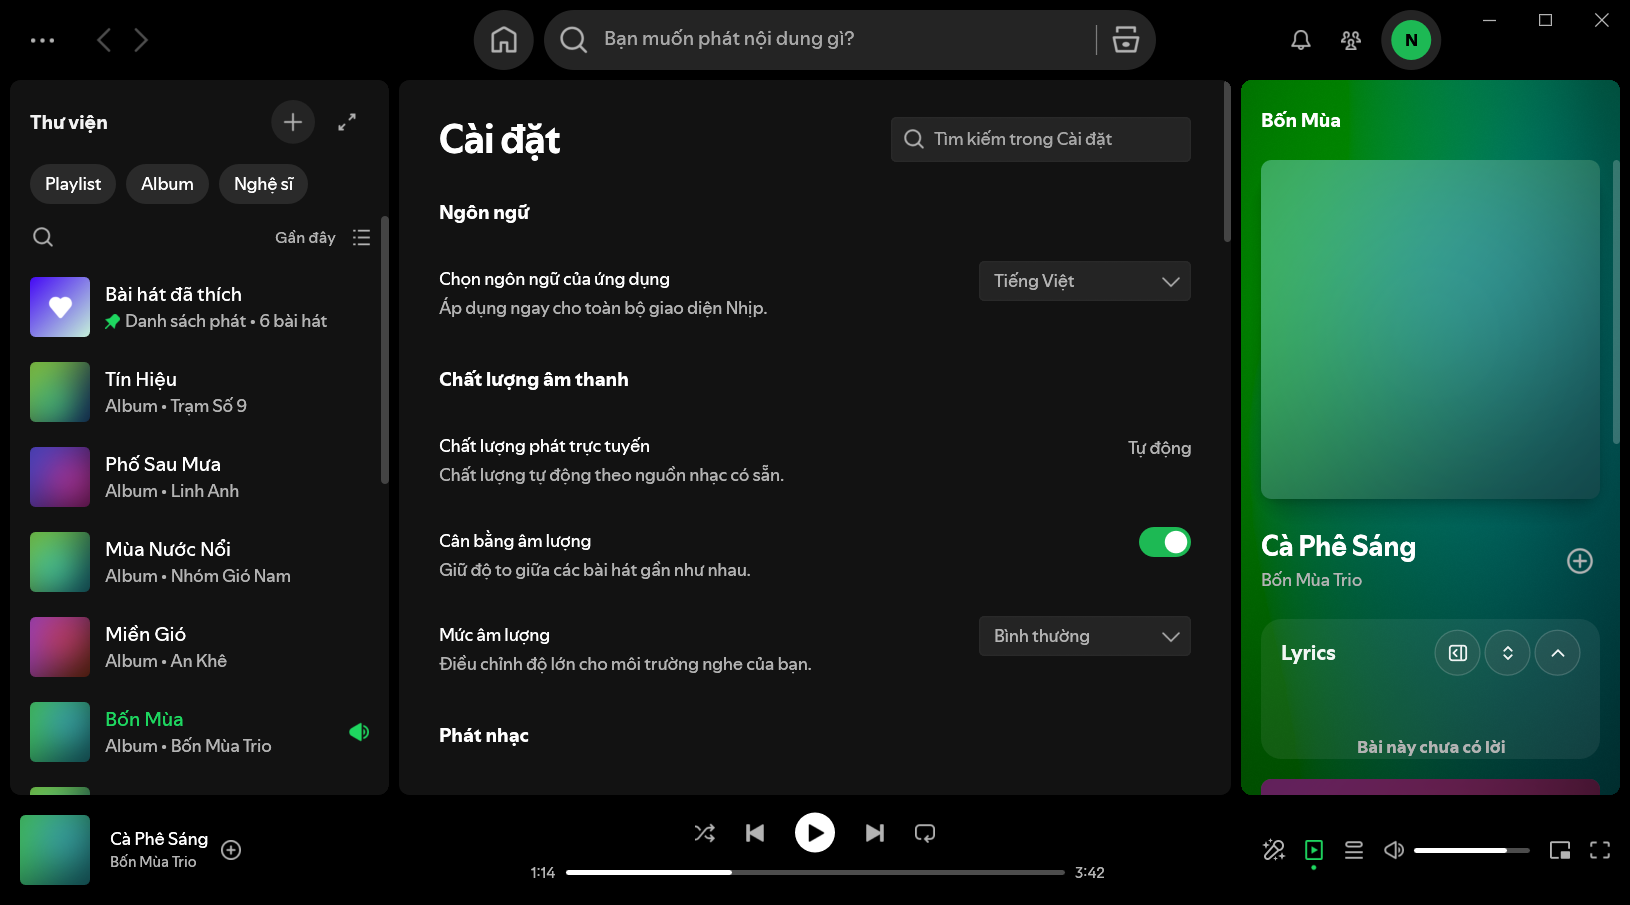 Bạn muốn phát nội dung gì?
N
Thư viện
Playlist
Album
Nghệ sĩ
Gần đây
Bài hát đã thích
Danh sách phát • 6 bài hát
Tín Hiệu
Album • Trạm Số 9
Phố Sau Mưa
Album • Linh Anh
Mùa Nước Nổi
Album • Nhóm Gió Nam
Miền Gió
Album • An Khê
Bốn Mùa
Album • Bốn Mùa Trio
Cài đặt
Tìm kiếm trong Cài đặt
Ngôn ngữ
Chọn ngôn ngữ của ứng dụng
Áp dụng ngay cho toàn bộ giao diện Nhịp.
Tiếng Việt
Chất lượng âm thanh
Chất lượng phát trực tuyến
Chất lượng tự động theo nguồn nhạc có sẵn.
Tự động
Cân bằng âm lượng
Giữ độ to giữa các bài hát gần như nhau.
Mức âm lượng
Điều chỉnh độ lớn cho môi trường nghe của bạn.
Bình thường
Phát nhạc
Bốn Mùa
Cà Phê Sáng
Bốn Mùa Trio
Lyrics
Bài này chưa có lời
Cà Phê Sáng
Bốn Mùa Trio
1:14
3:42